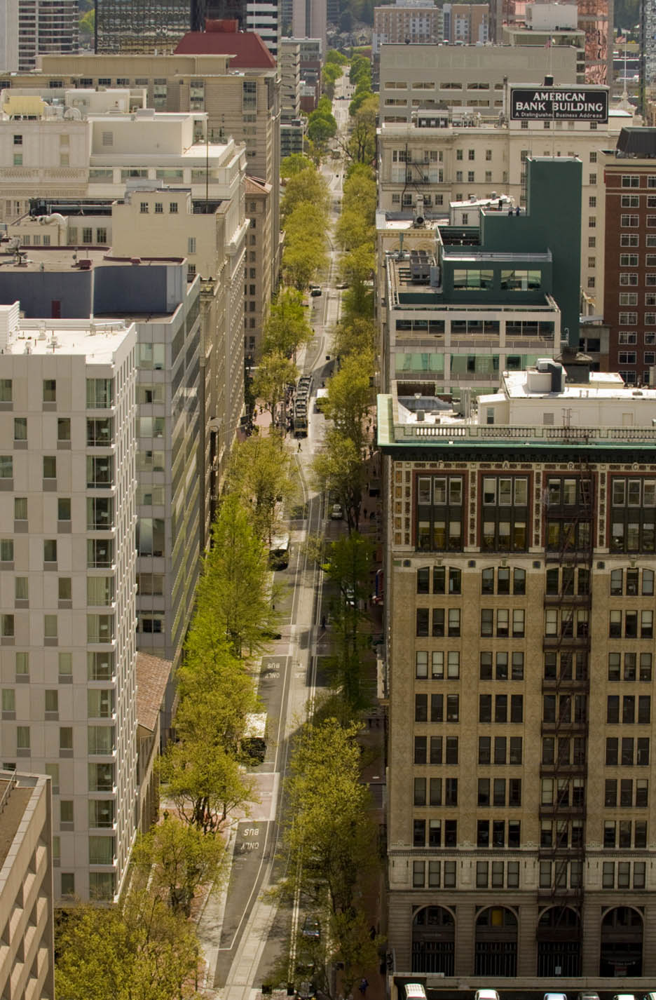 AMERICAN
BANK BUILDING
A Distinguished Business Address
F A R G
BUS
ONLY
BUS
ONLY